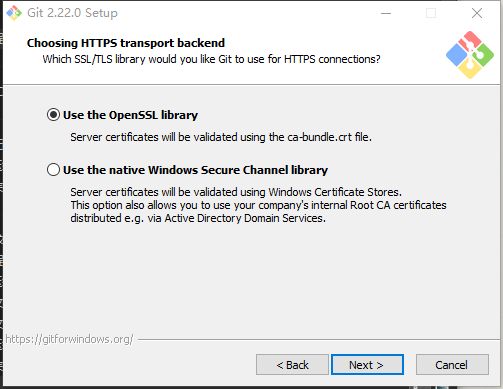 Git 2.22.0 Setup
Choosing HTTPS transport backend
Which SSL/TLS library would you like Git to use for HTTPS connections?
Use the OpenSSL library
Server certificates will be validated using the ca-bundle.crt file.
Use the native Windows Secure Channel library
Server certificates will be validated using Windows Certificate Stores.
This option also allows you to use your company's internal Root CA certificates
distributed e.g. via Active Directory Domain Services.
https://gitforwindows.org/
< Back
Next >
Cancel